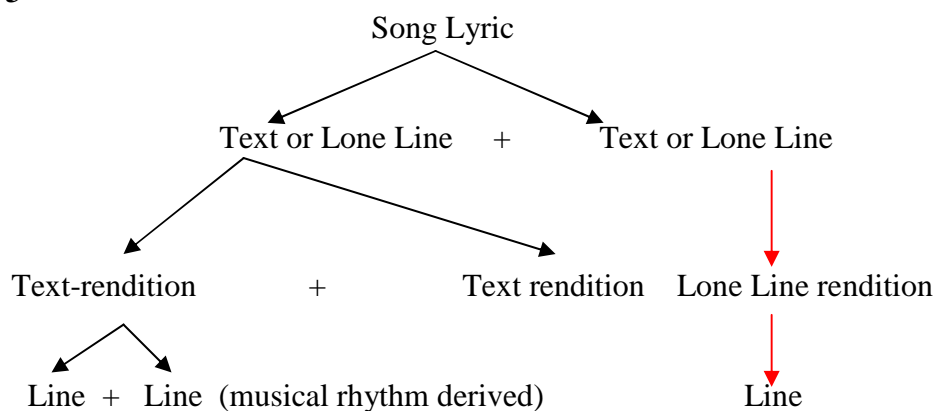 Song Lyric
Text or Lone Line + Text or Lone Line
Text-rendition + Text rendition Lone Line rendition
Line + Line (musical rhythm derived) Line